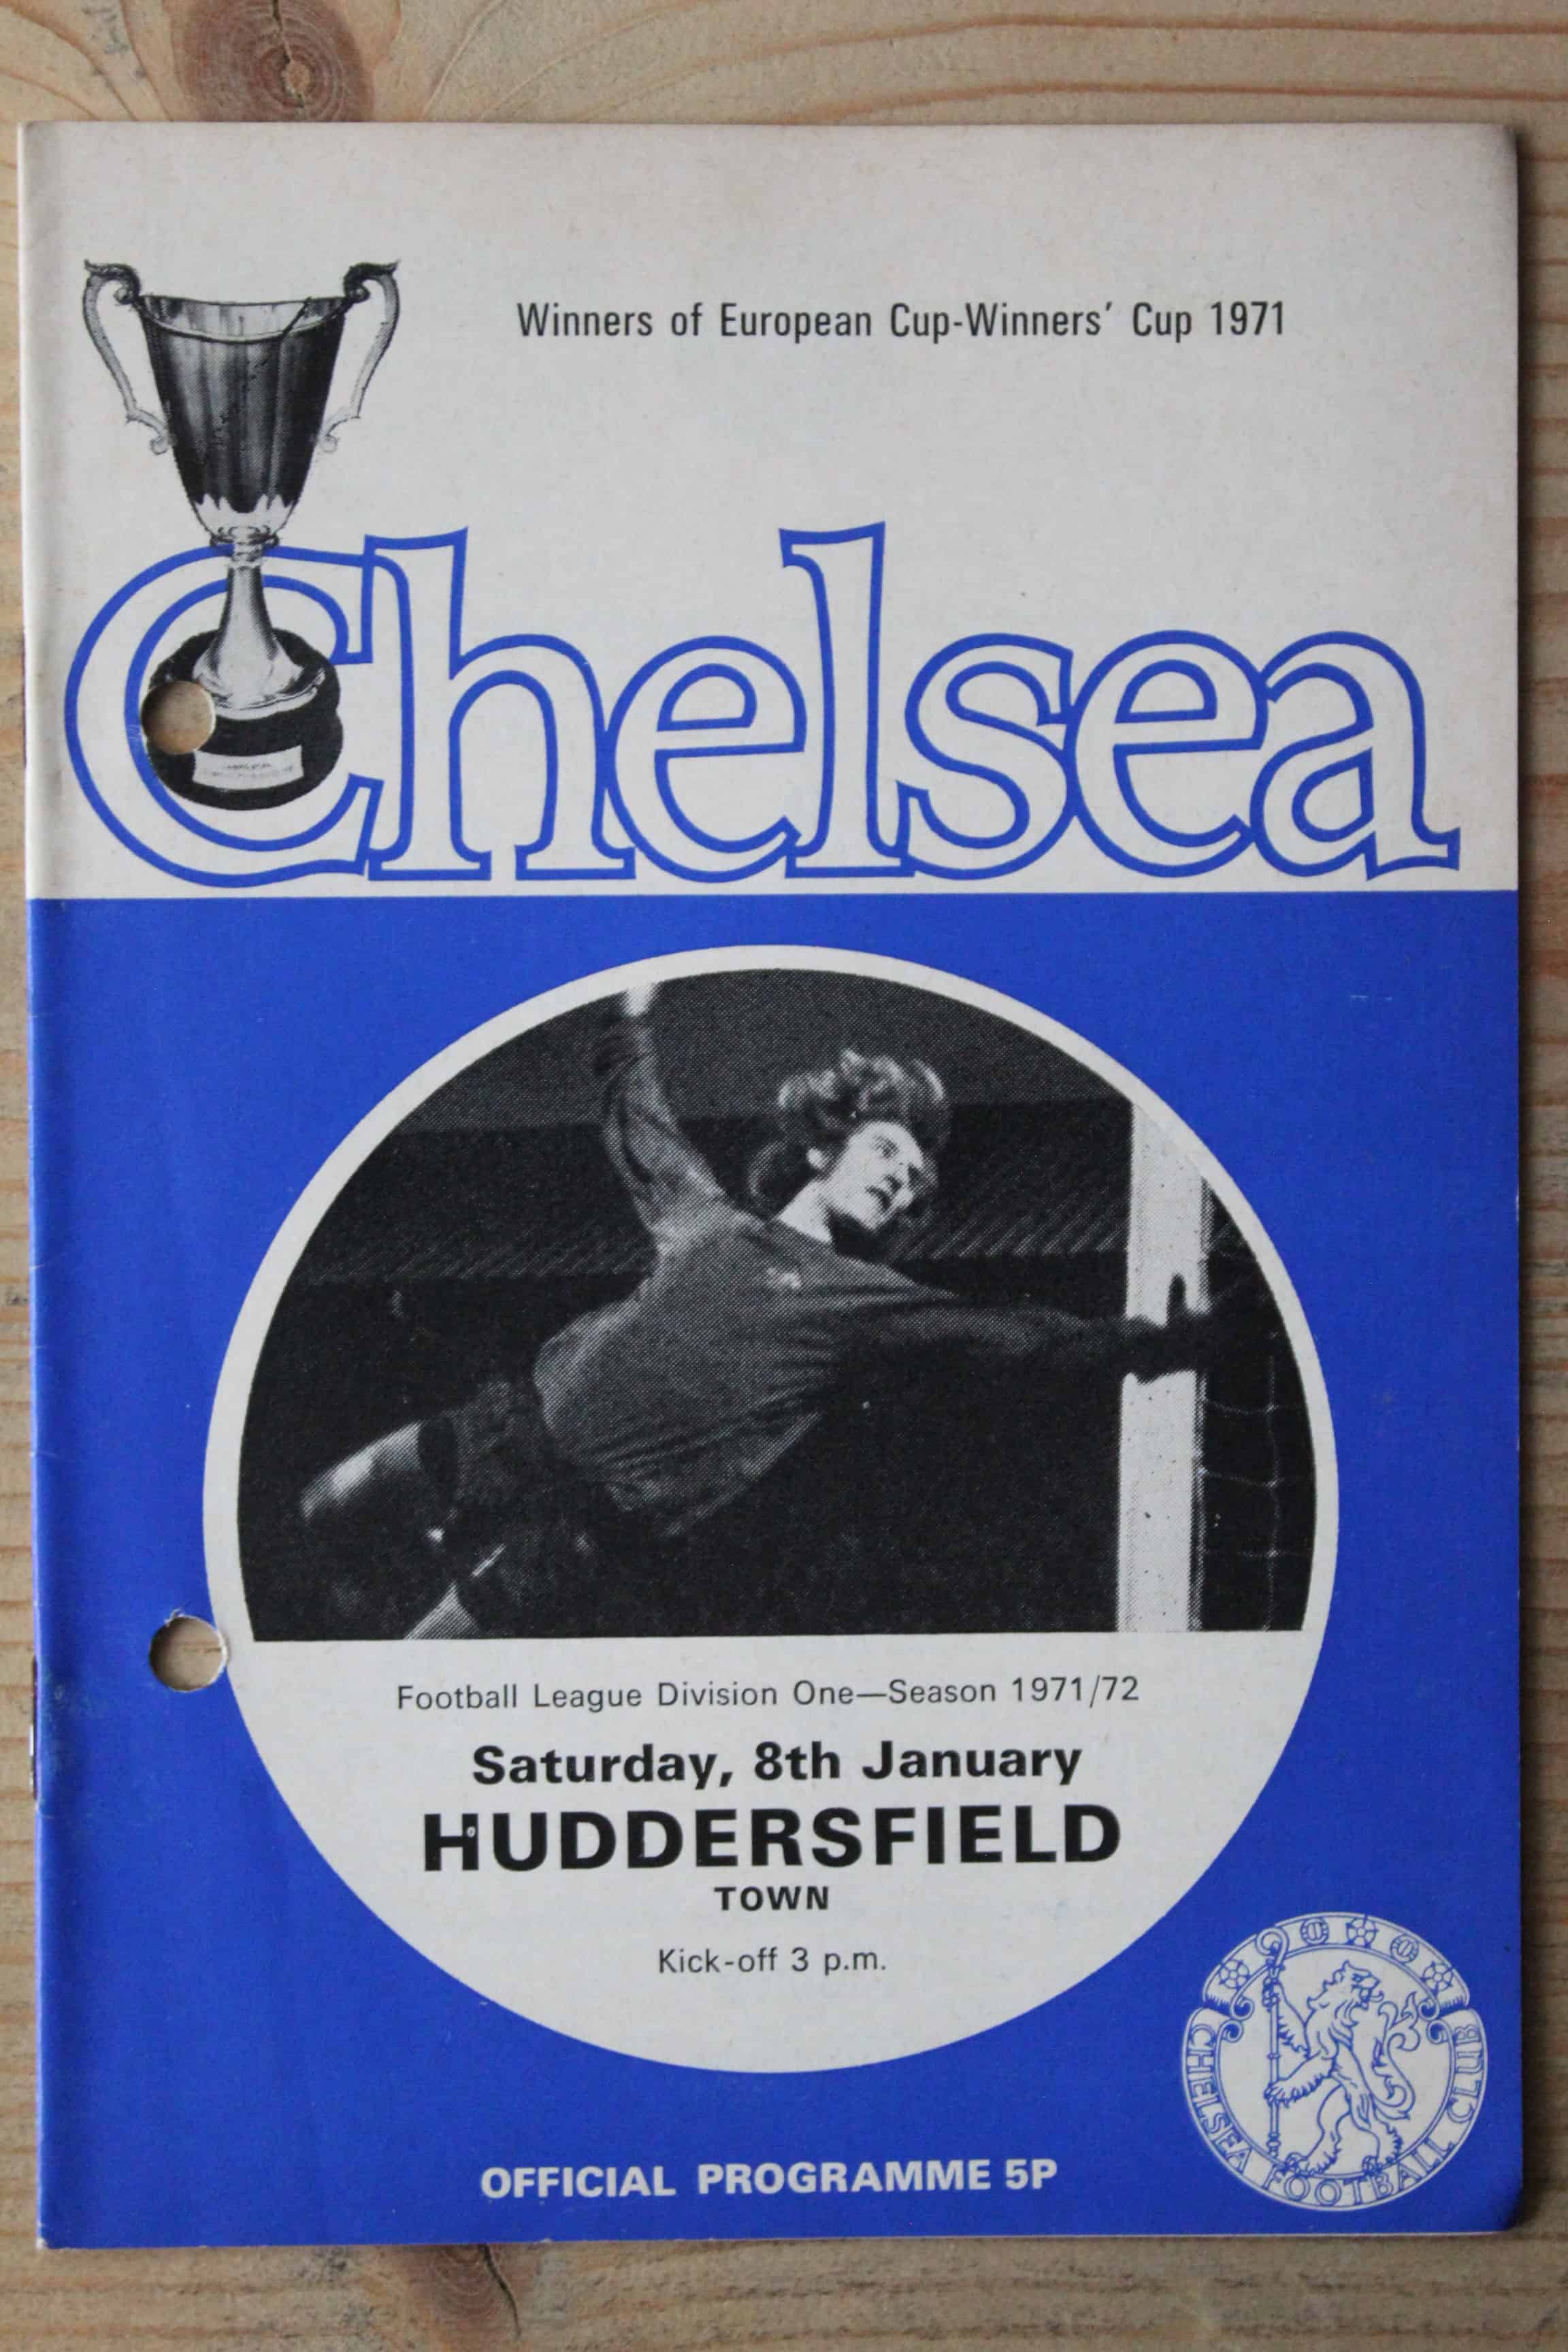 Winners of European Cup-Winners' Cup 1971
Chelsea
Football League Division One—Season 1971/72
Saturday, 8th January
HUDDERSFIELD
TOWN
Kick-off 3 p.m.
OFFICIAL PROGRAMME 5P
CHELSEA FOOTBALL CLUB